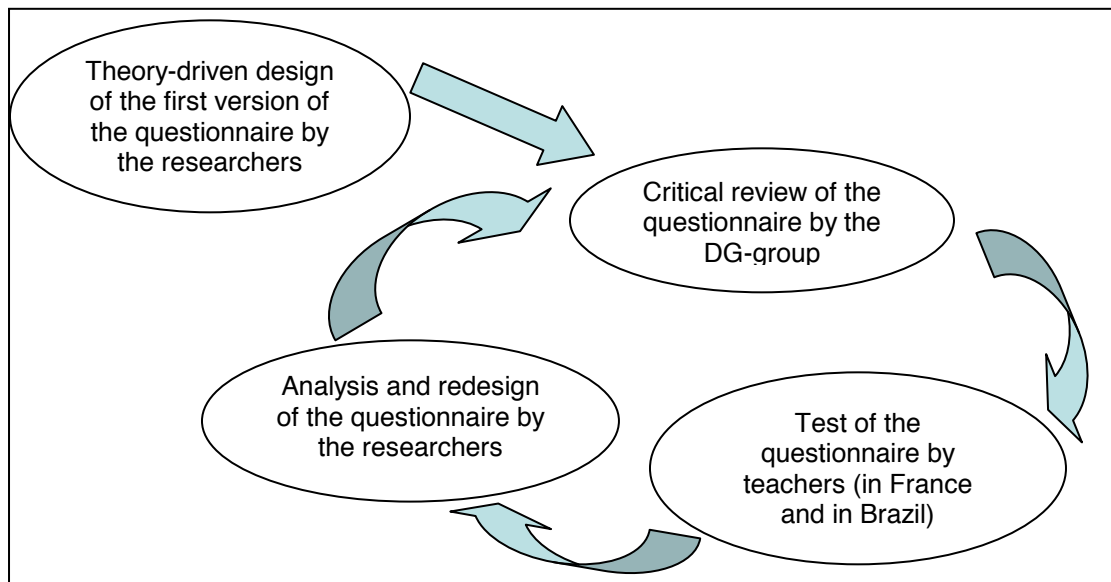 Theory-driven design
of the first version of
the questionnaire by
the researchers
Critical review of the
questionnaire by the
DG-group
Test of the
questionnaire by
teachers (in France
and in Brazil)
Analysis and redesign
of the questionnaire by
the researchers